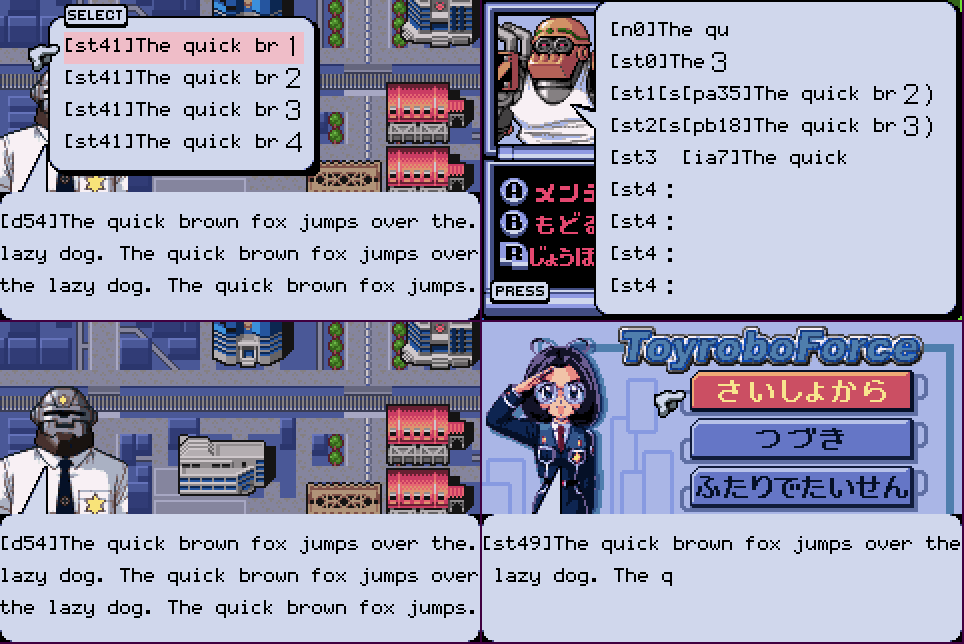 SELECT
[st41]The quick br 1
[st41]The quick br 2
[st41]The quick br 3
[st41]The quick br 4
[d54]The quick brown fox jumps over the.
lazy dog. The quick brown fox jumps over
the lazy dog. The quick brown fox jumps.
[n0]The qu
[st0]The 3
[st1[s[pa35]The quick br 2)
[st2[s[pb18]The quick br 3)
[st3 [ia7]The quick
[st4 :
[st4 :
[st4 :
[st4 :
A メンテ
B もどる
R じょうほ
PRESS
[d54]The quick brown fox jumps over the.
lazy dog. The quick brown fox jumps over
the lazy dog. The quick brown fox jumps.
ToyroboForce
さいしょから
つづき
ふたりでたいせん
[st49]The quick brown fox jumps over the
lazy dog. The q